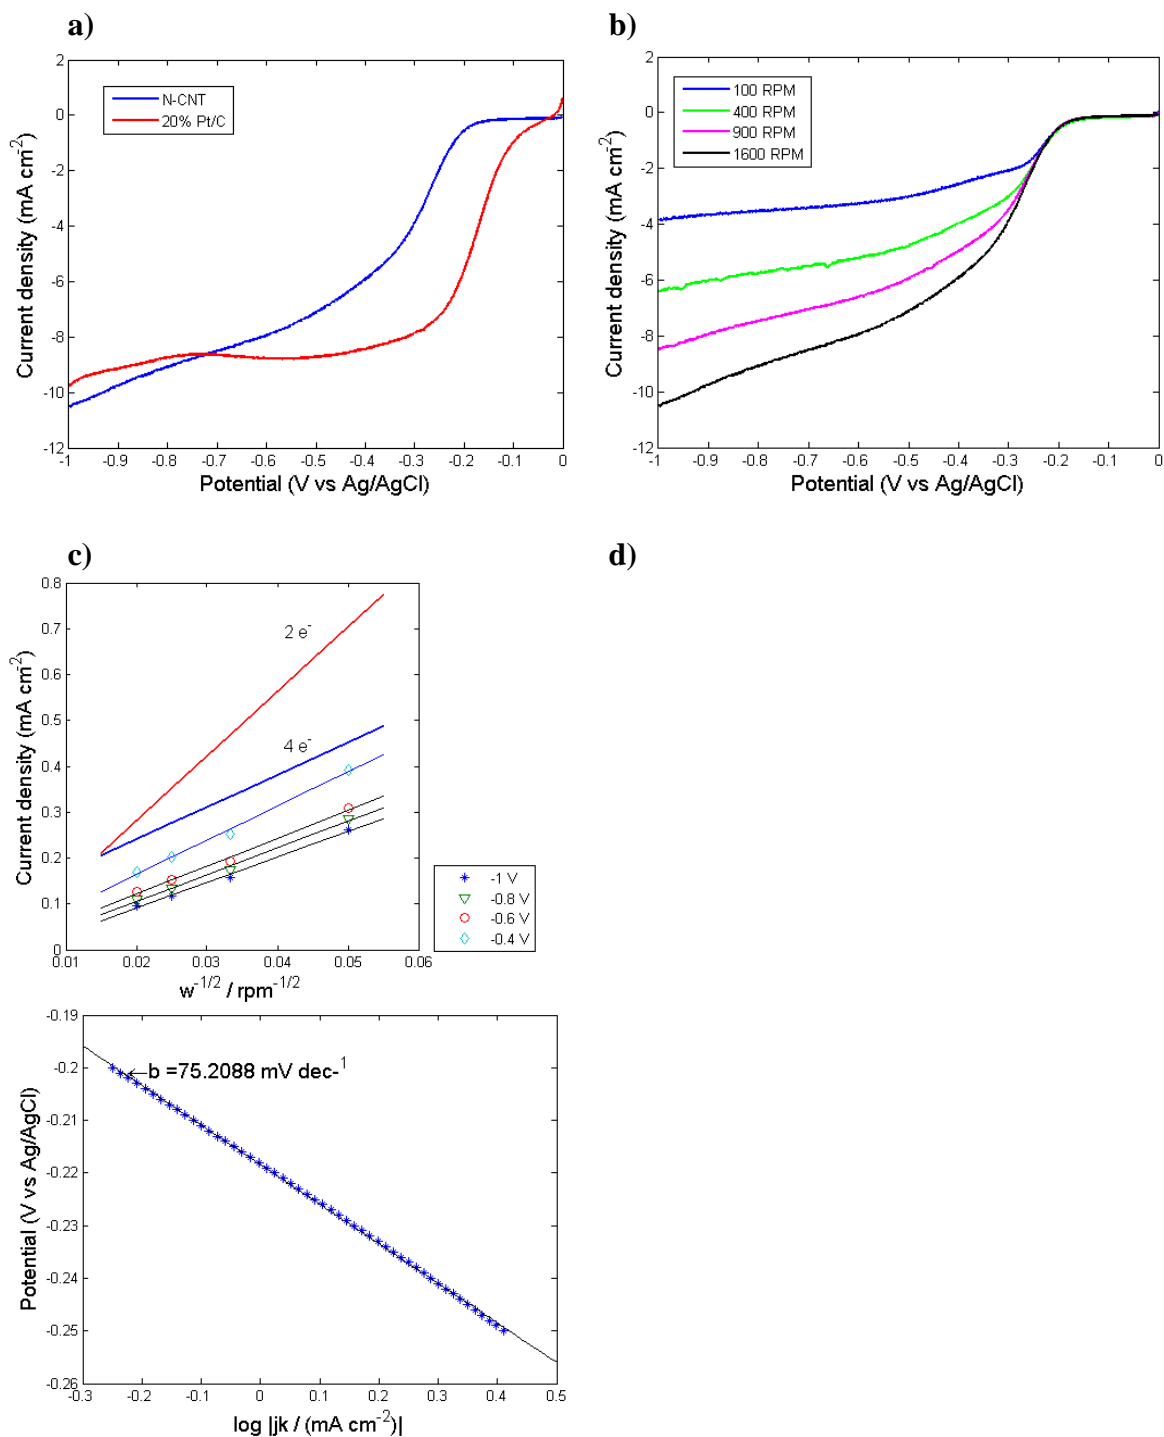 a)
2
0
-2
-4
-6
-8
-10
-12
-1
-0.9
-0.8
-0.7
-0.6
-0.5
-0.4
-0.3
-0.2
-0.1
0
Current density (mA cm-2)
Potential (V vs Ag/AgCl)
N-CNT
20% Pt/C
b)
2
0
-2
-4
-6
-8
-10
-12
-1
-0.9
-0.8
-0.7
-0.6
-0.5
-0.4
-0.3
-0.2
-0.1
0
Current density (mA cm-2)
Potential (V vs Ag/AgCl)
100 RPM
400 RPM
900 RPM
1600 RPM
c)
0.8
0.7
0.6
0.5
0.4
0.3
0.2
0.1
0
0.01
0.02
0.03
0.04
0.05
0.06
Current density (mA cm-2)
w-1/2 / rpm-1/2
2 e-
4 e-
-1 V
-0.8 V
-0.6 V
-0.4 V
d)
-0.19
-0.2
-0.21
-0.22
-0.23
-0.24
-0.25
-0.26
-0.3
-0.2
-0.1
0
0.1
0.2
0.3
0.4
0.5
Potential (V vs Ag/AgCl)
log |jk / (mA cm-2)|
←b =75.2088 mV dec-1